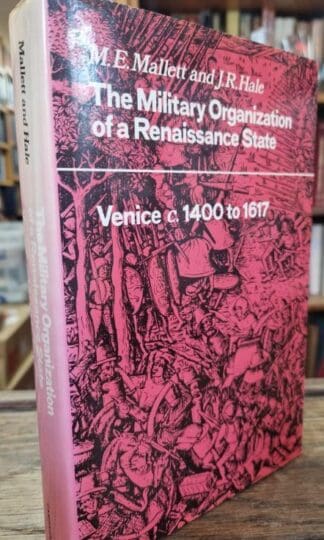 M. E. Mallett and J. R. Hale
The Military Organization
of a Renaissance State
Venice c. 1400 to 1617
Mallett and Hale
The Military Organization
of a Renaissance State